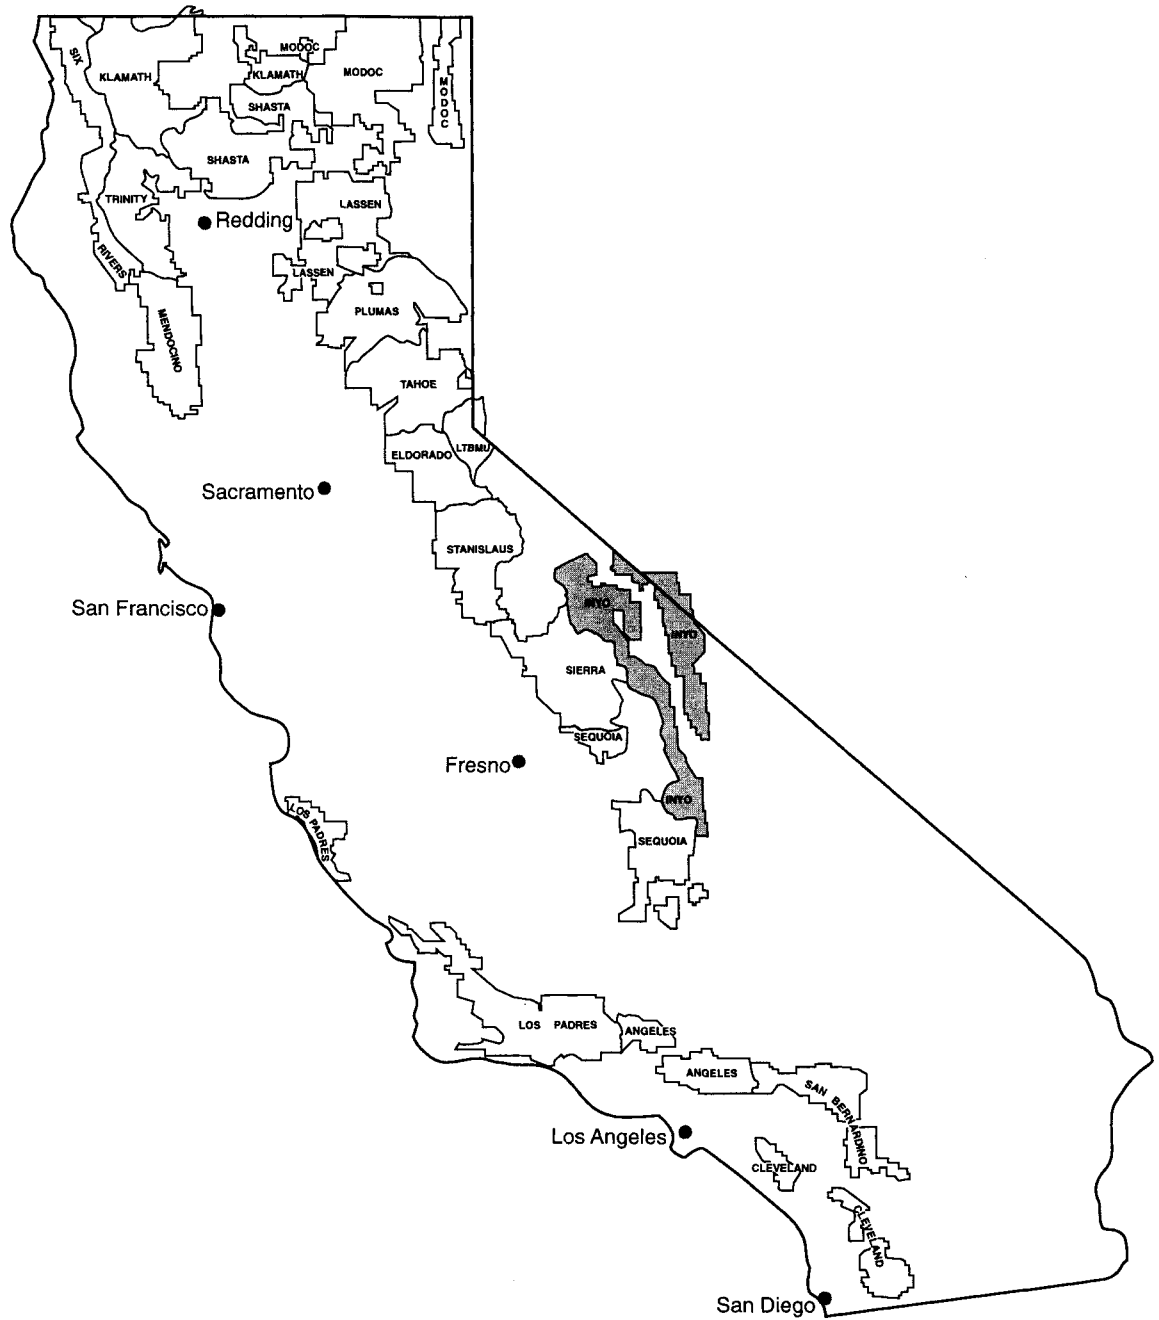 SIX
KLAMATH
MODOC
KLAMATH
MODOC
MODOC
SHASTA
SHASTA
TRINITY
LASSEN
Redding
RIVERS
LASSEN
PLUMAS
MENDOCINO
TAHOE
ELDORADO
LTBMU
Sacramento
STANISLAUS
San Francisco
INYO
INYO
SIERRA
SEQUOIA
Fresno
INYO
LOS PADRES
SEQUOIA
LOS PADRES
ANGELES
ANGELES
SAN BERNARDINO
Los Angeles
CLEVELAND
CLEVELAND
San Diego